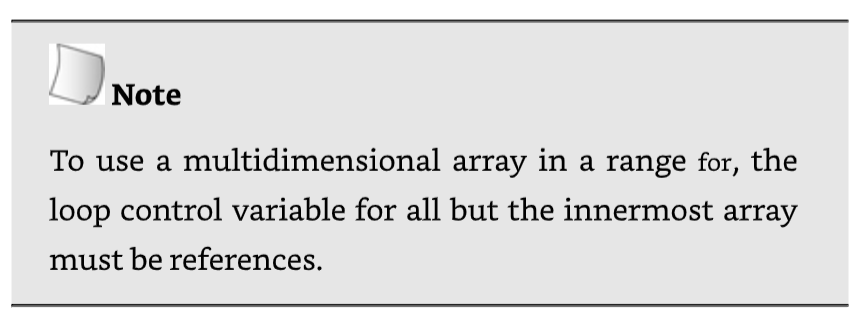 Note
To use a multidimensional array in a range for, the
loop control variable for all but the innermost array
must be references.